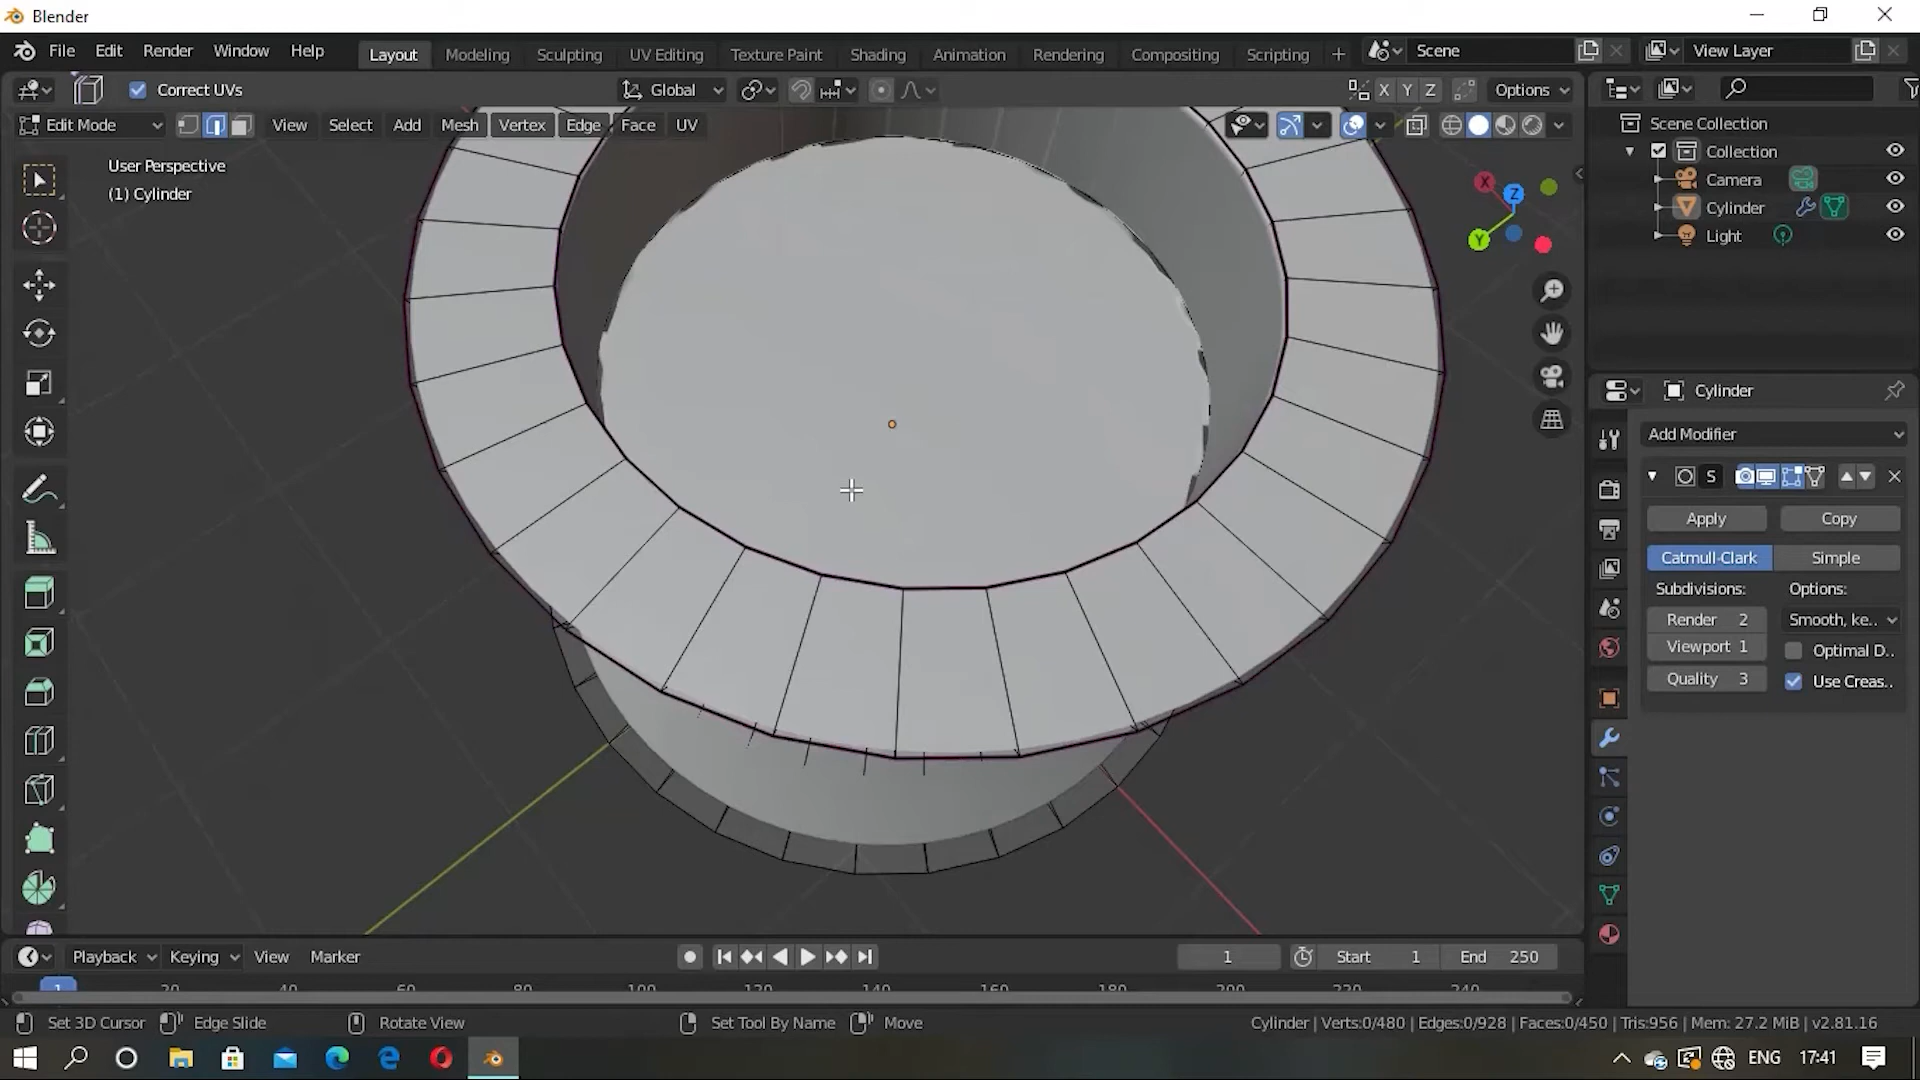 Blender
File Edit Render Window Help Layout Modeling Sculpting UV Editing Texture Paint Shading Animation Rendering Compositing Scripting + Scene View Layer
Correct UVs Global X Y Z Options
Edit Mode View Select Add Mesh Vertex Edge Face UV
User Perspective
(1) Cylinder
X
Z
Y
Scene Collection
Collection
Camera
Cylinder
Light
Cylinder
Add Modifier
S
Apply Copy
Catmull-Clark Simple
Subdivisions: Options:
Render 2 Smooth, ke..
Viewport 1 Optimal D..
Quality 3 Use Creas..
Playback Keying View Marker 1 Start 1 End 250
1 20 40 60 80 100 120 140 160 180 200 220 240
Set 3D Cursor Edge Slide Rotate View Set Tool By Name Move Cylinder | Verts:0/480 | Edges:0/928 | Faces:0/450 | Tris:956 | Mem: 27.2 MiB | v2.81.16
ENG 17:41